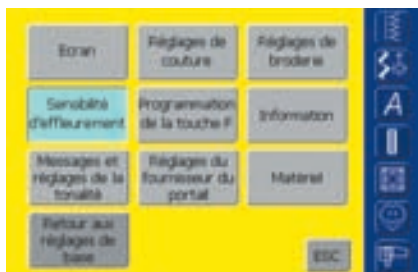 Ecran
Réglages de
couture
Réglages de
broderie
Sensibilité
d'effleurement
Programmation
de la touche F
Information
Messages et
réglages de la
tonalité
Réglages du
fournisseur du
portail
Matériel
Retour aux
réglages de
base
ESC
A